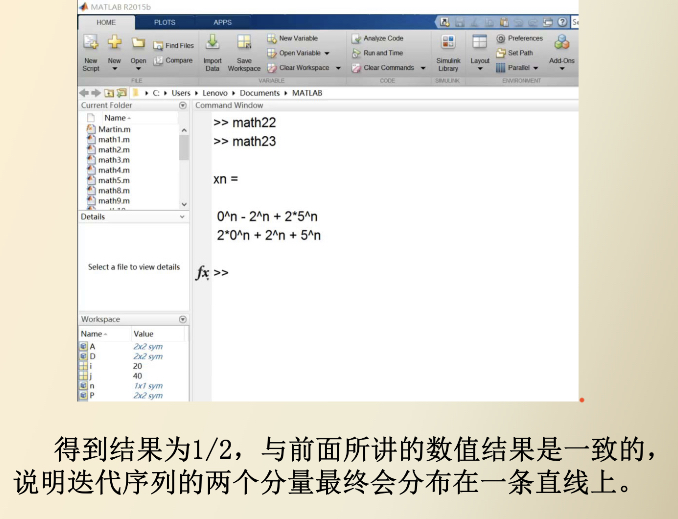 MATLAB R2015b
HOME PLOTS APPS
New Script New Open Find Files Compare Import Data Save Workspace New Variable Open Variable Clear Workspace Analyze Code Run and Time Clear Commands Simulink Library Layout Preferences Set Path Parallel Add-Ons
FILE VARIABLE CODE SIMULINK ENVIRONMENT
C: Users Lenovo Documents MATLAB
Current Folder
Name
Martin.m
math1.m
math2.m
math3.m
math4.m
math5.m
math8.m
math9.m
Details
Select a file to view details
Workspace
Name Value
A 2x2 sym
D 2x2 sym
i 20
j 40
n 1x1 sym
P 2x2 sym
Command Window
>> math22
>> math23
xn =
0^n - 2^n + 2*5^n
2*0^n + 2^n + 5^n
fx >>
得到结果为1/2，与前面所讲的数值结果是一致的，
说明迭代序列的两个分量最终会分布在一条直线上。